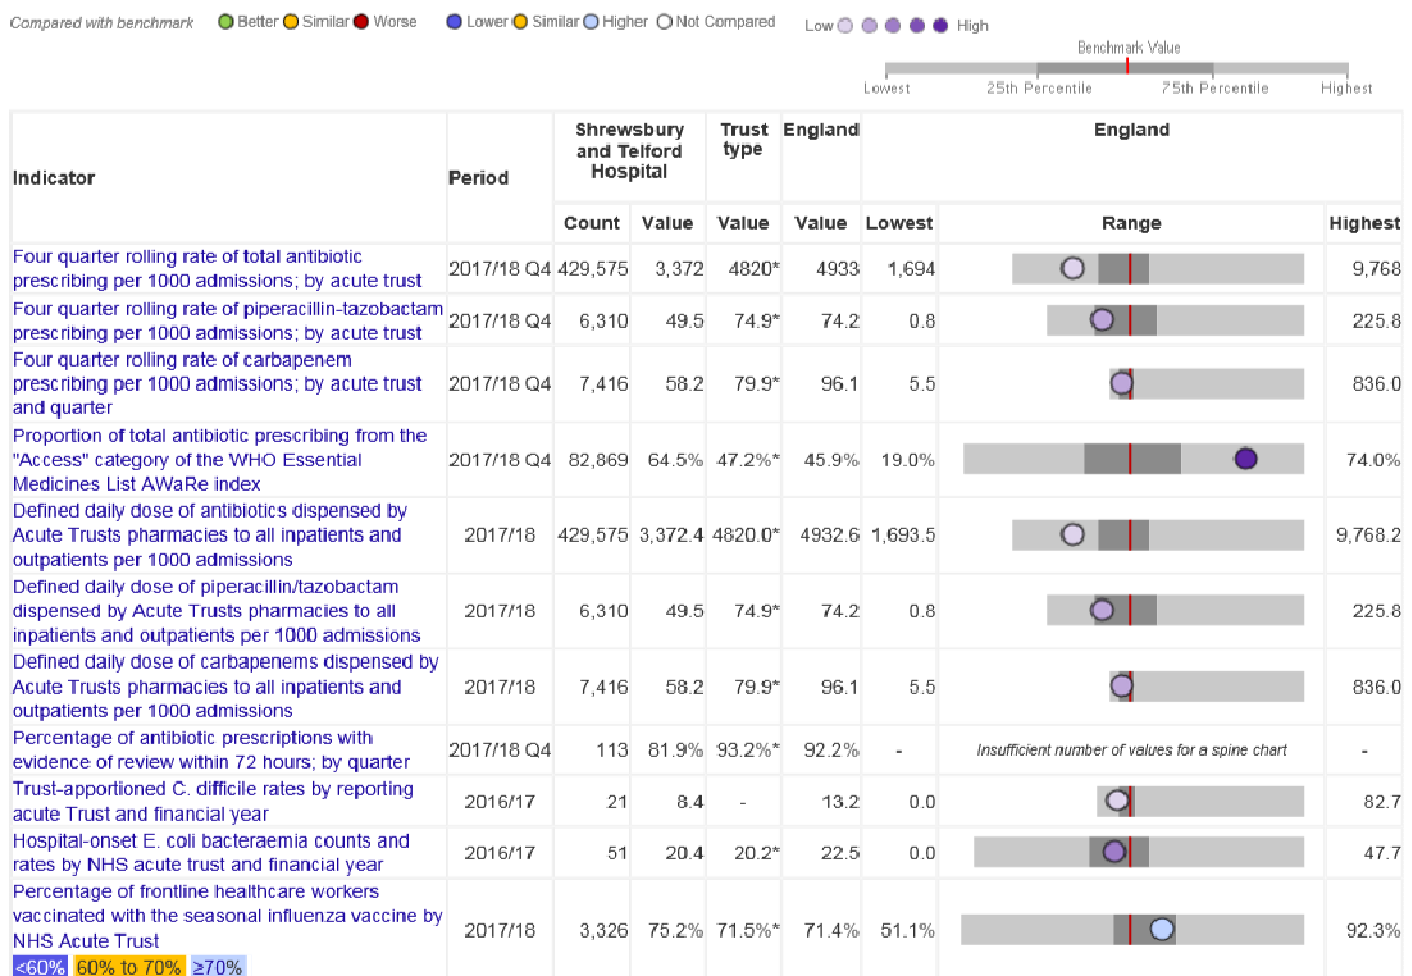 Compared with benchmark Better Similar Worse Lower Similar Higher Not Compared Low High
Benchmark Value
Lowest 25th Percentile 75th Percentile Highest
Indicator Period Shrewsbury and Telford Hospital Trust type England England
Count Value Value Value Lowest Range Highest
Four quarter rolling rate of total antibiotic
prescribing per 1000 admissions; by acute trust 2017/18 Q4 429,575 3,372 4820* 4933 1,694 9,768
Four quarter rolling rate of piperacillin-tazobactam
prescribing per 1000 admissions; by acute trust 2017/18 Q4 6,310 49.5 74.9* 74.2 0.8 225.8
Four quarter rolling rate of carbapenem
prescribing per 1000 admissions; by acute trust 2017/18 Q4 7,416 58.2 79.9* 96.1 5.5 836.0
and quarter
Proportion of total antibiotic prescribing from the
"Access" category of the WHO Essential 2017/18 Q4 82,869 64.5% 47.2%* 45.9% 19.0% 74.0%
Medicines List AWaRe index
Defined daily dose of antibiotics dispensed by
Acute Trusts pharmacies to all inpatients and 2017/18 429,575 3,372.4 4820.0* 4932.6 1,693.5 9,768.2
outpatients per 1000 admissions
Defined daily dose of piperacillin/tazobactam
dispensed by Acute Trusts pharmacies to all 2017/18 6,310 49.5 74.9* 74.2 0.8 225.8
inpatients and outpatients per 1000 admissions
Defined daily dose of carbapenems dispensed by
Acute Trusts pharmacies to all inpatients and 2017/18 7,416 58.2 79.9* 96.1 5.5 836.0
outpatients per 1000 admissions
Percentage of antibiotic prescriptions with
evidence of review within 72 hours; by quarter 2017/18 Q4 113 81.9% 93.2%* 92.2% - Insufficient number of values for a spine chart -
Trust-apportioned C. difficile rates by reporting
acute Trust and financial year 2016/17 21 8.4 - 13.2 0.0 82.7
Hospital-onset E. coli bacteraemia counts and
rates by NHS acute trust and financial year 2016/17 51 20.4 20.2* 22.5 0.0 47.7
Percentage of frontline healthcare workers
vaccinated with the seasonal influenza vaccine by 2017/18 3,326 75.2% 71.5%* 71.4% 51.1% 92.3%
NHS Acute Trust
<60% 60% to 70% ≥70%